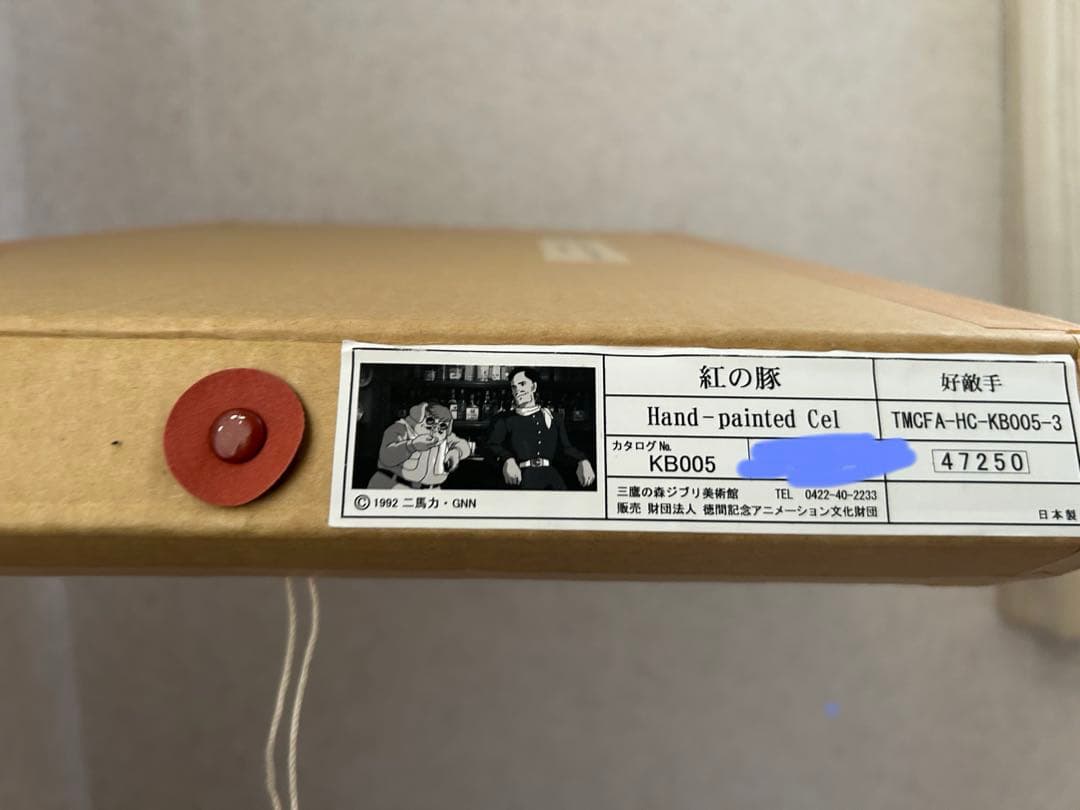 紅の豚
好敵手
Hand-painted Cel
TMCFA-HC-KB005-3
カタログ№
KB005
47250
三鷹の森ジブリ美術館 TEL 0422-40-2233
販売 財団法人 徳間記念アニメーション文化財団
日本製
©1992 二馬力・GNN